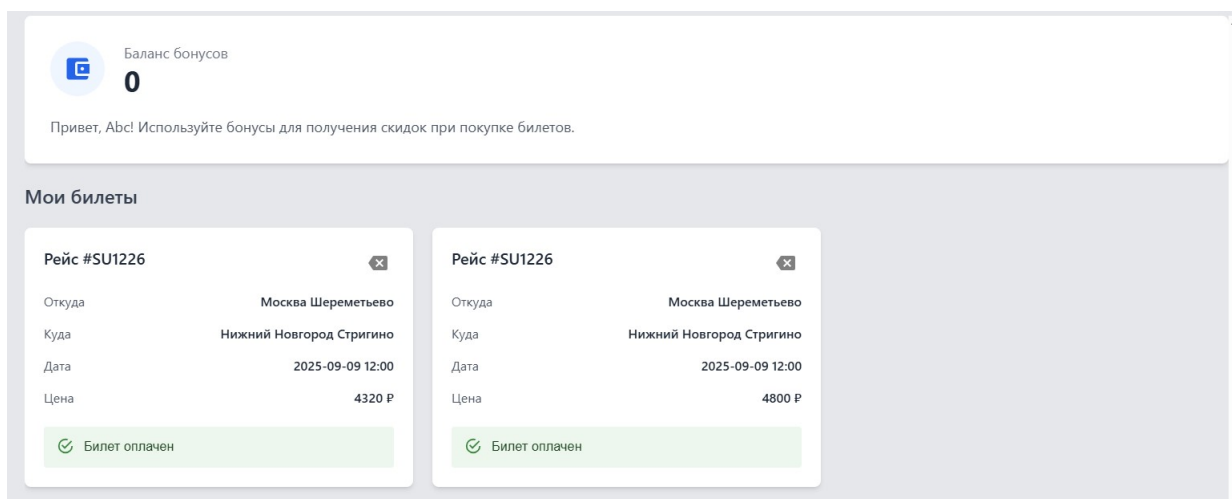 Баланс бонусов
0
Привет, Abc! Используйте бонусы для получения скидок при покупке билетов.
Мои билеты
Рейс #SU1226
Откуда Москва Шереметьево
Куда Нижний Новгород Стригино
Дата 2025-09-09 12:00
Цена 4320 ₽
Билет оплачен
Рейс #SU1226
Откуда Москва Шереметьево
Куда Нижний Новгород Стригино
Дата 2025-09-09 12:00
Цена 4800 ₽
Билет оплачен